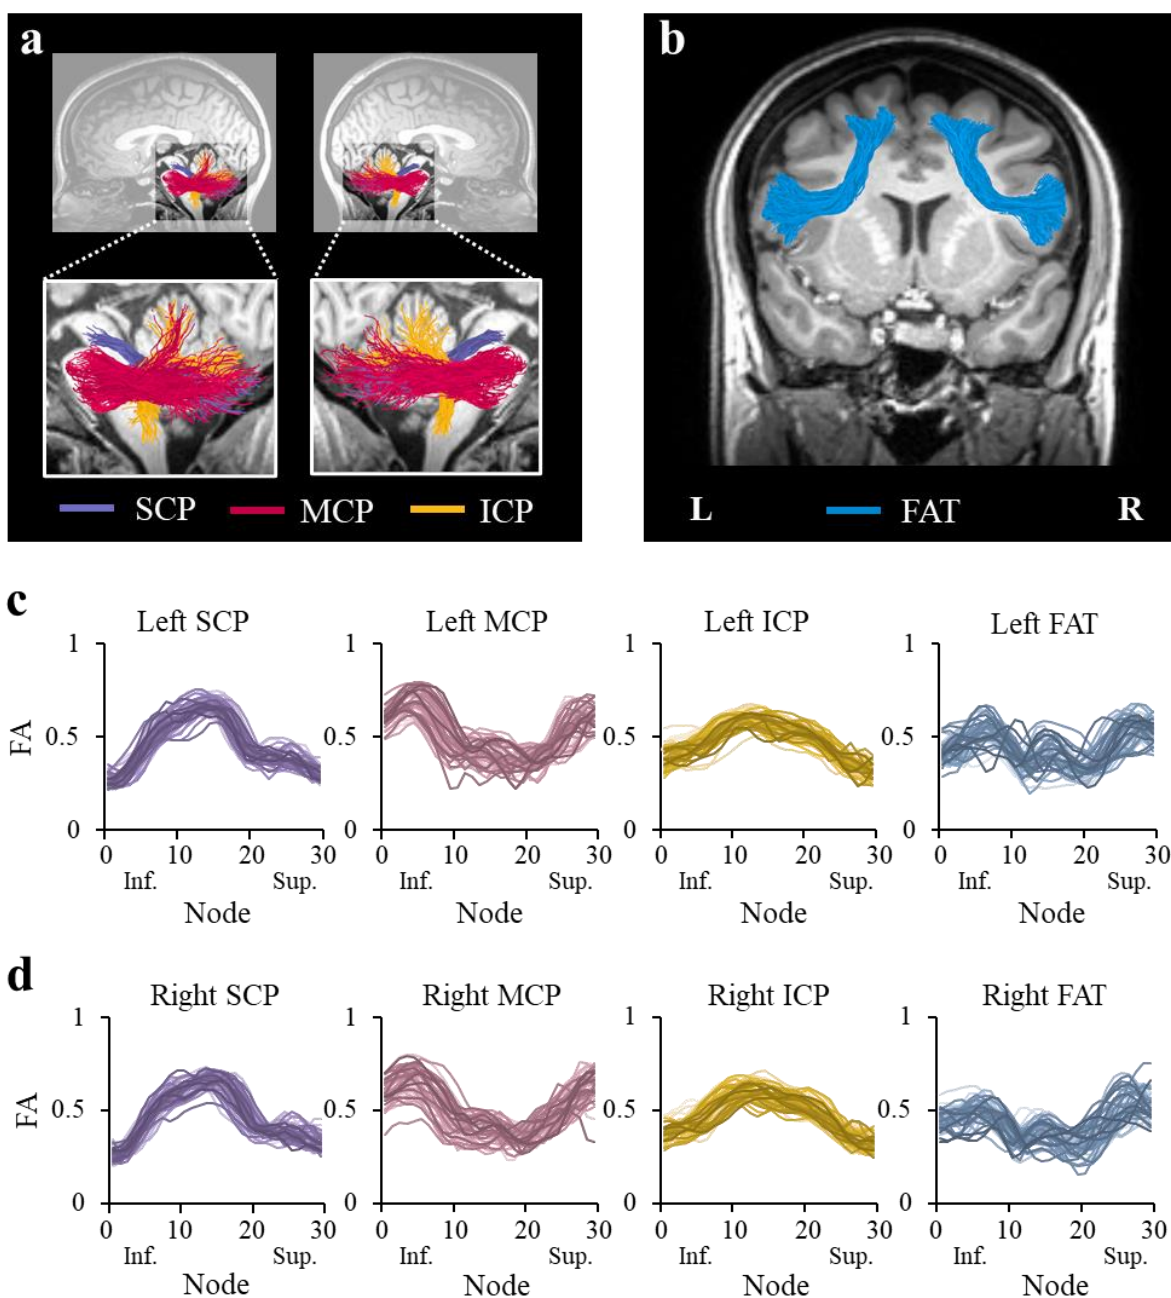 a
b
SCP MCP ICP
L FAT R
c
Left SCP Left MCP Left ICP Left FAT
FA
1 1 1 1
0.5 0.5 0.5 0.5
0 0 0 0
0 10 20 30 0 10 20 30 0 10 20 30 0 10 20 30
Inf. Sup. Inf. Sup. Inf. Sup. Inf. Sup.
Node Node Node Node
d
Right SCP Right MCP Right ICP Right FAT
FA
1 1 1 1
0.5 0.5 0.5 0.5
0 0 0 0
0 10 20 30 0 10 20 30 0 10 20 30 0 10 20 30
Inf. Sup. Inf. Sup. Inf. Sup. Inf. Sup.
Node Node Node Node